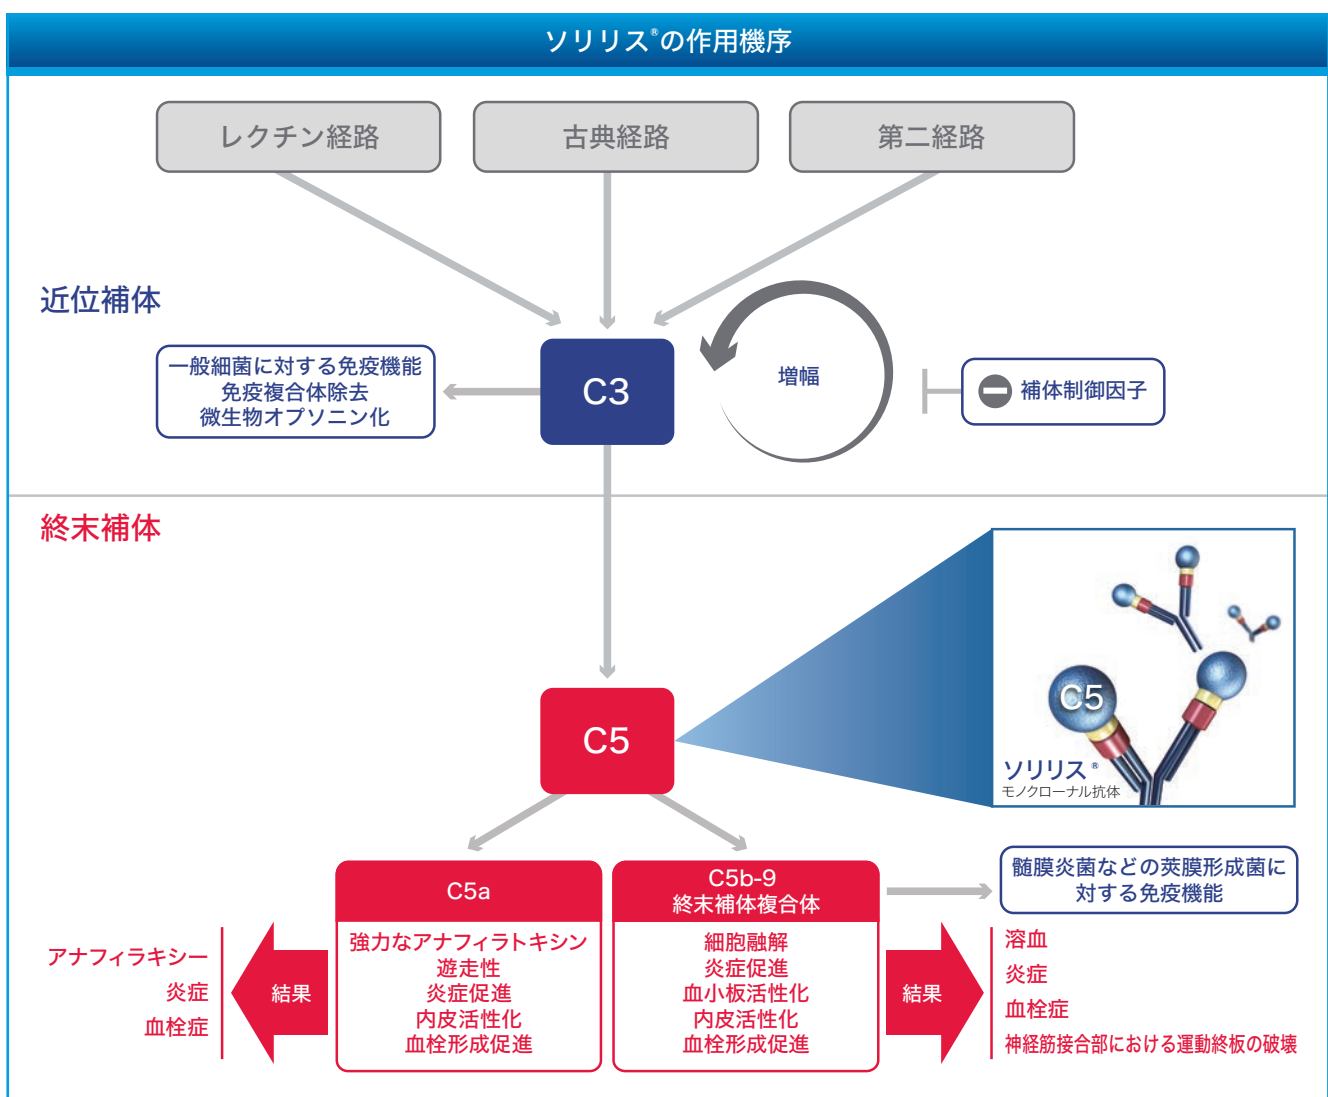 ソリリス®の作用機序
レクチン経路
古典経路
第二経路
近位補体
一般細菌に対する免疫機能
免疫複合体除去
微生物オプソニン化
C3
増幅
補体制御因子
終末補体
C5
C5
ソリリス®
モノクローナル抗体
C5a
強力なアナフィラトキシン
遊走性
炎症促進
内皮活性化
血栓形成促進
C5b-9
終末補体複合体
細胞融解
炎症促進
血小板活性化
内皮活性化
血栓形成促進
髄膜炎菌などの莢膜形成菌に
対する免疫機能
結果
アナフィラキシー
炎症
血栓症
結果
溶血
炎症
血栓症
神経筋接合部における運動終板の破壊